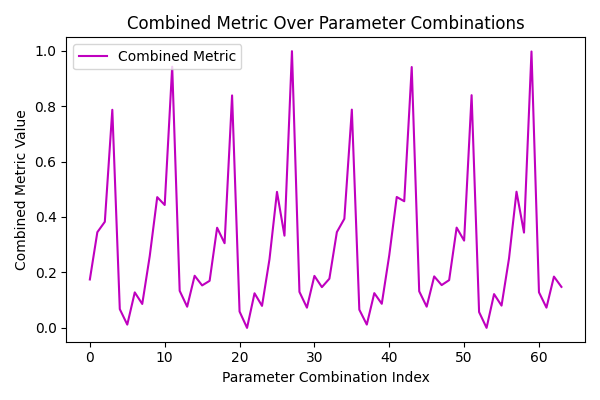 Combined Metric Over Parameter Combinations
Combined Metric
Combined Metric Value
1.0
0.8
0.6
0.4
0.2
0.0
0 10 20 30 40 50 60
Parameter Combination Index